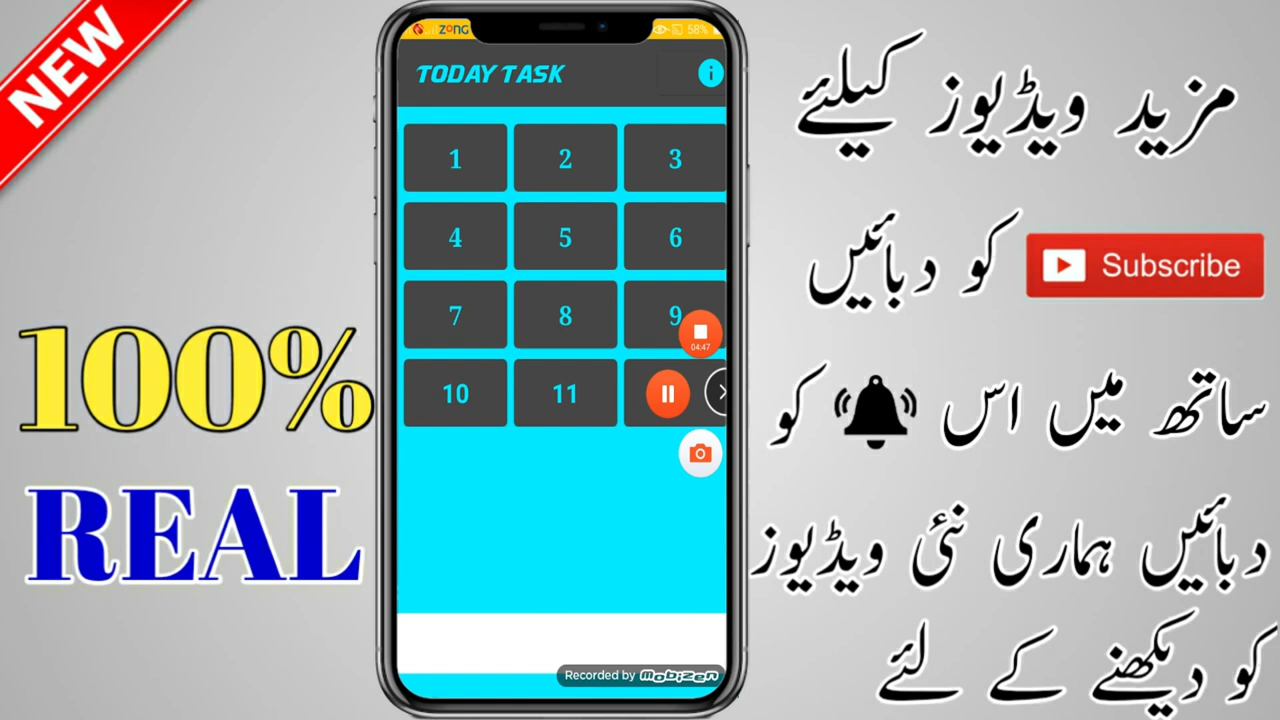 NEW
100%
REAL
ZONG
58%
TODAY TASK
i
1 2 3
4 5 6
7 8 9
04:47
10 11
Recorded by Mobizen
مزید ویڈیوز کیلئے
Subscribe کو دبائیں
ساتھ میں اس کو
دبائیں ہماری نئی ویڈیوز
کو دیکھنے کے لئے